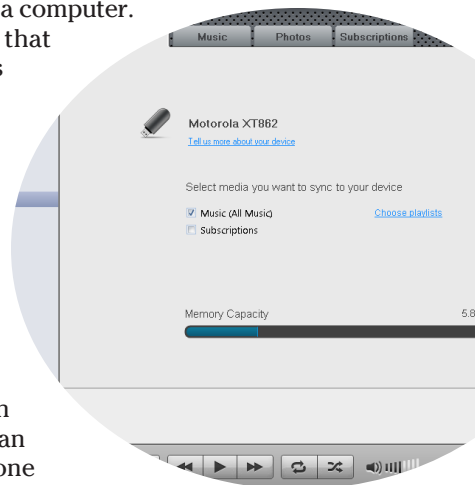 a computer.
that
s
Music Photos Subscriptions
Motorola XT862
Tell us more about your device
Select media you want to sync to your device
Music (All Music) Choose playlists
Subscriptions
Memory Capacity 5.8
n
an
one